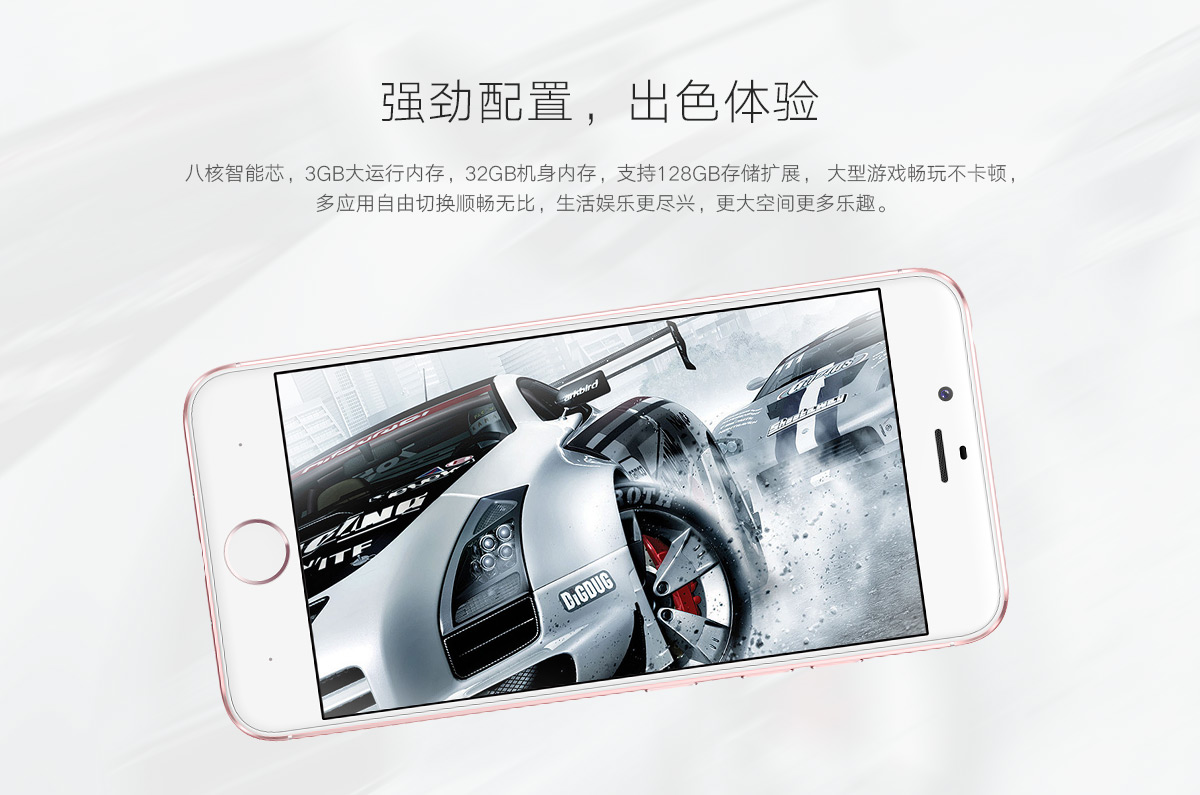 强劲配置，出色体验
八核智能芯，3GB大运行内存，32GB机身内存，支持128GB存储扩展， 大型游戏畅玩不卡顿，
多应用自由切换顺畅无比，生活娱乐更尽兴，更大空间更多乐趣。
DiGDUG